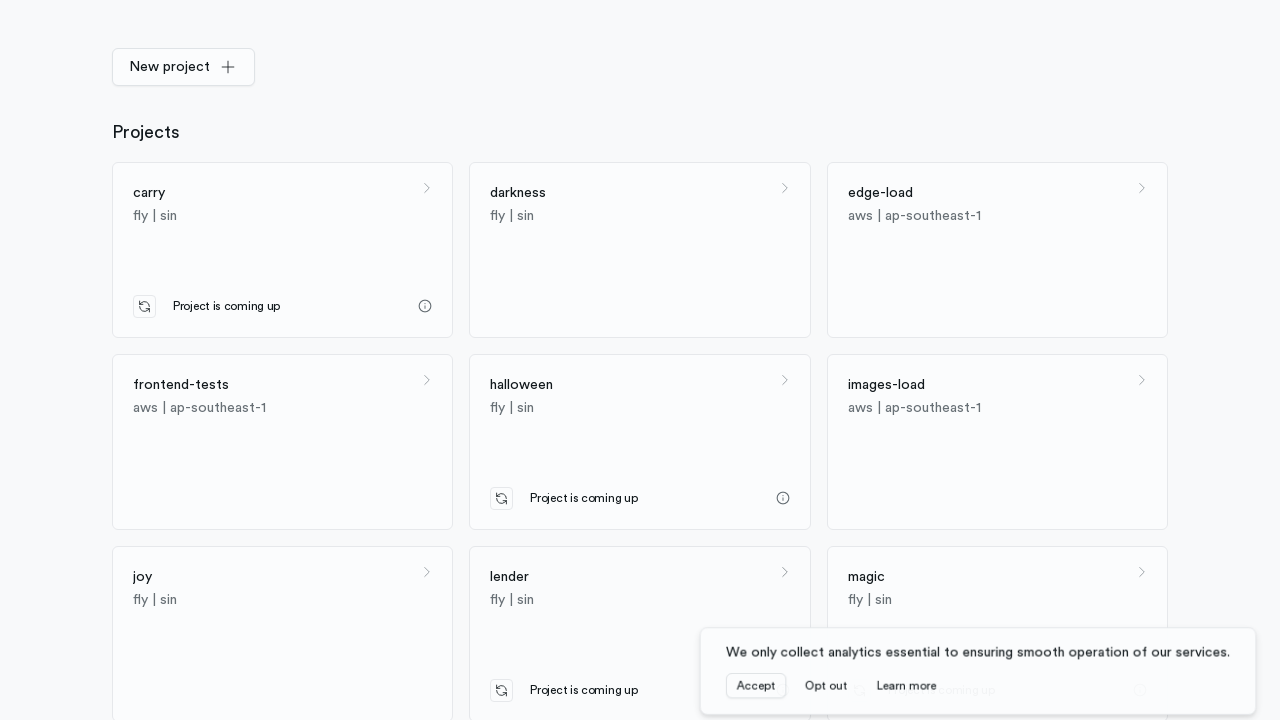 New project
Projects
carry
fly | sin
Project is coming up
darkness
fly | sin
edge-load
aws | ap-southeast-1
frontend-tests
aws | ap-southeast-1
halloween
fly | sin
Project is coming up
images-load
aws | ap-southeast-1
joy
fly | sin
lender
fly | sin
Project is coming up
magic
fly | sin
We only collect analytics essential to ensuring smooth operation of our services.
Accept
Opt out
Learn more
coming up